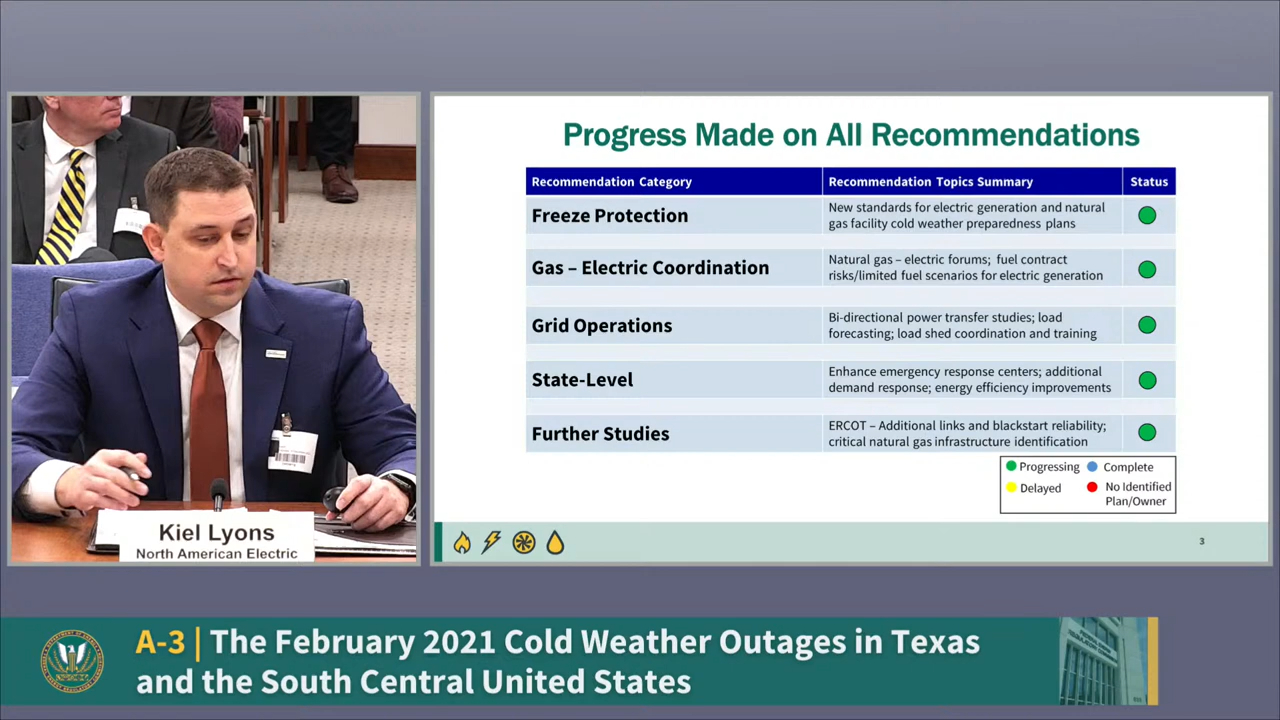 Progress Made on All Recommendations
Recommendation Category
Recommendation Topics Summary
Status
Freeze Protection
New standards for electric generation and natural
gas facility cold weather preparedness plans
Gas – Electric Coordination
Natural gas – electric forums; fuel contract
risks/limited fuel scenarios for electric generation
Grid Operations
Bi-directional power transfer studies; load
forecasting; load shed coordination and training
State-Level
Enhance emergency response centers; additional
demand response; energy efficiency improvements
Further Studies
ERCOT – Additional links and blackstart reliability;
critical natural gas infrastructure identification
Progressing
Complete
Delayed
No Identified
Plan/Owner
3
Kiel Lyons
North American Electric
A-3 | The February 2021 Cold Weather Outages in Texas
and the South Central United States